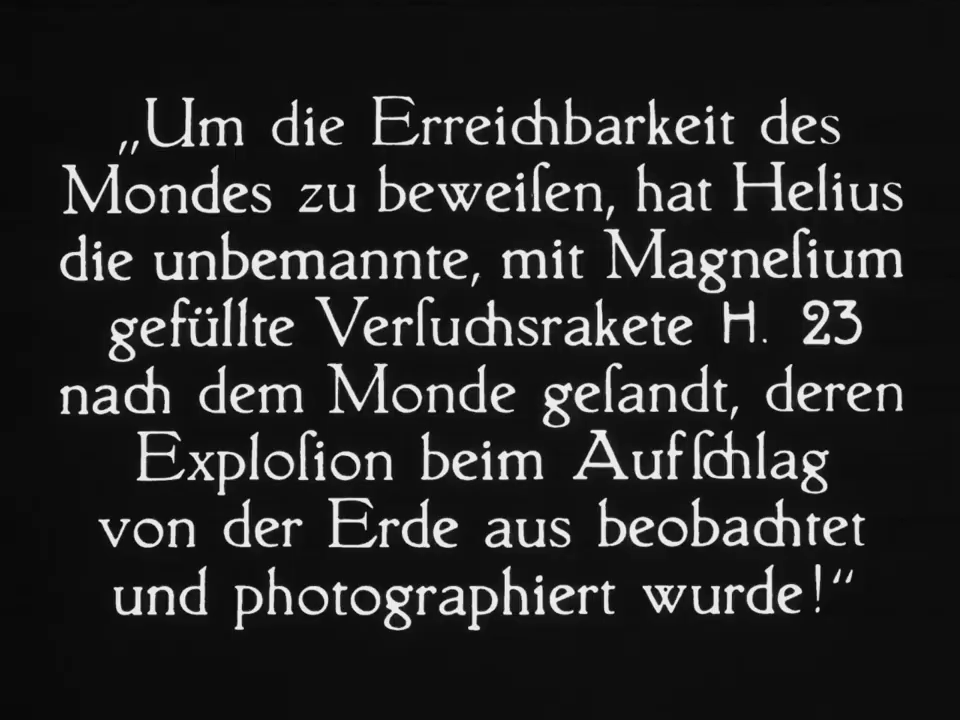 „Um die Erreichbarkeit des
Mondes zu beweiſen, hat Helius
die unbemannte, mit Magneſium
gefüllte Verſuchsrakete H. 23
nach dem Monde geſandt, deren
Exploſion beim Aufſchlag
von der Erde aus beobachtet
und photographiert wurde!“